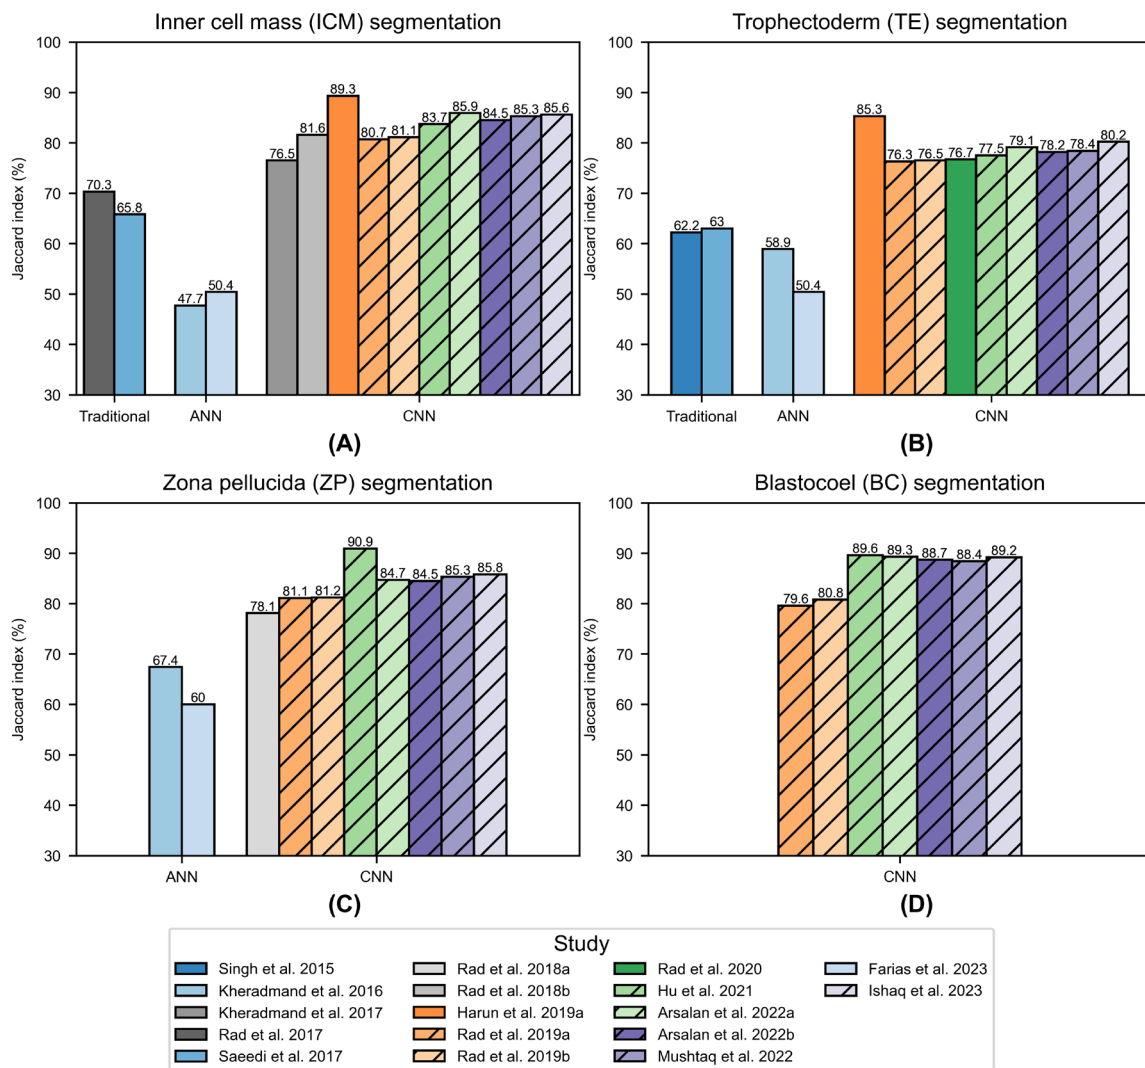 Inner cell mass (ICM) segmentation
Jaccard index (%)
100
90
80
70
60
50
40
30
70.3
65.8
47.7
50.4
76.5
81.6
89.3
80.7
81.1
83.7
85.9
84.5
85.3
85.6
Traditional
ANN
CNN
(A)
Trophectoderm (TE) segmentation
Jaccard index (%)
100
90
80
70
60
50
40
30
62.2
63
58.9
50.4
85.3
76.3
76.5
76.7
77.5
79.1
78.2
78.4
80.2
Traditional
ANN
CNN
(B)
Zona pellucida (ZP) segmentation
Jaccard index (%)
100
90
80
70
60
50
40
30
67.4
60
78.1
81.1
81.2
90.9
84.7
84.5
85.3
85.8
ANN
CNN
(C)
Blastocoel (BC) segmentation
Jaccard index (%)
100
90
80
70
60
50
40
30
79.6
80.8
89.6
89.3
88.7
88.4
89.2
CNN
(D)
Study
Singh et al. 2015
Kheradmand et al. 2016
Kheradmand et al. 2017
Rad et al. 2017
Saeedi et al. 2017
Rad et al. 2018a
Rad et al. 2018b
Harun et al. 2019a
Rad et al. 2019a
Rad et al. 2019b
Rad et al. 2020
Hu et al. 2021
Arsalan et al. 2022a
Arsalan et al. 2022b
Mushtaq et al. 2022
Farias et al. 2023
Ishaq et al. 2023